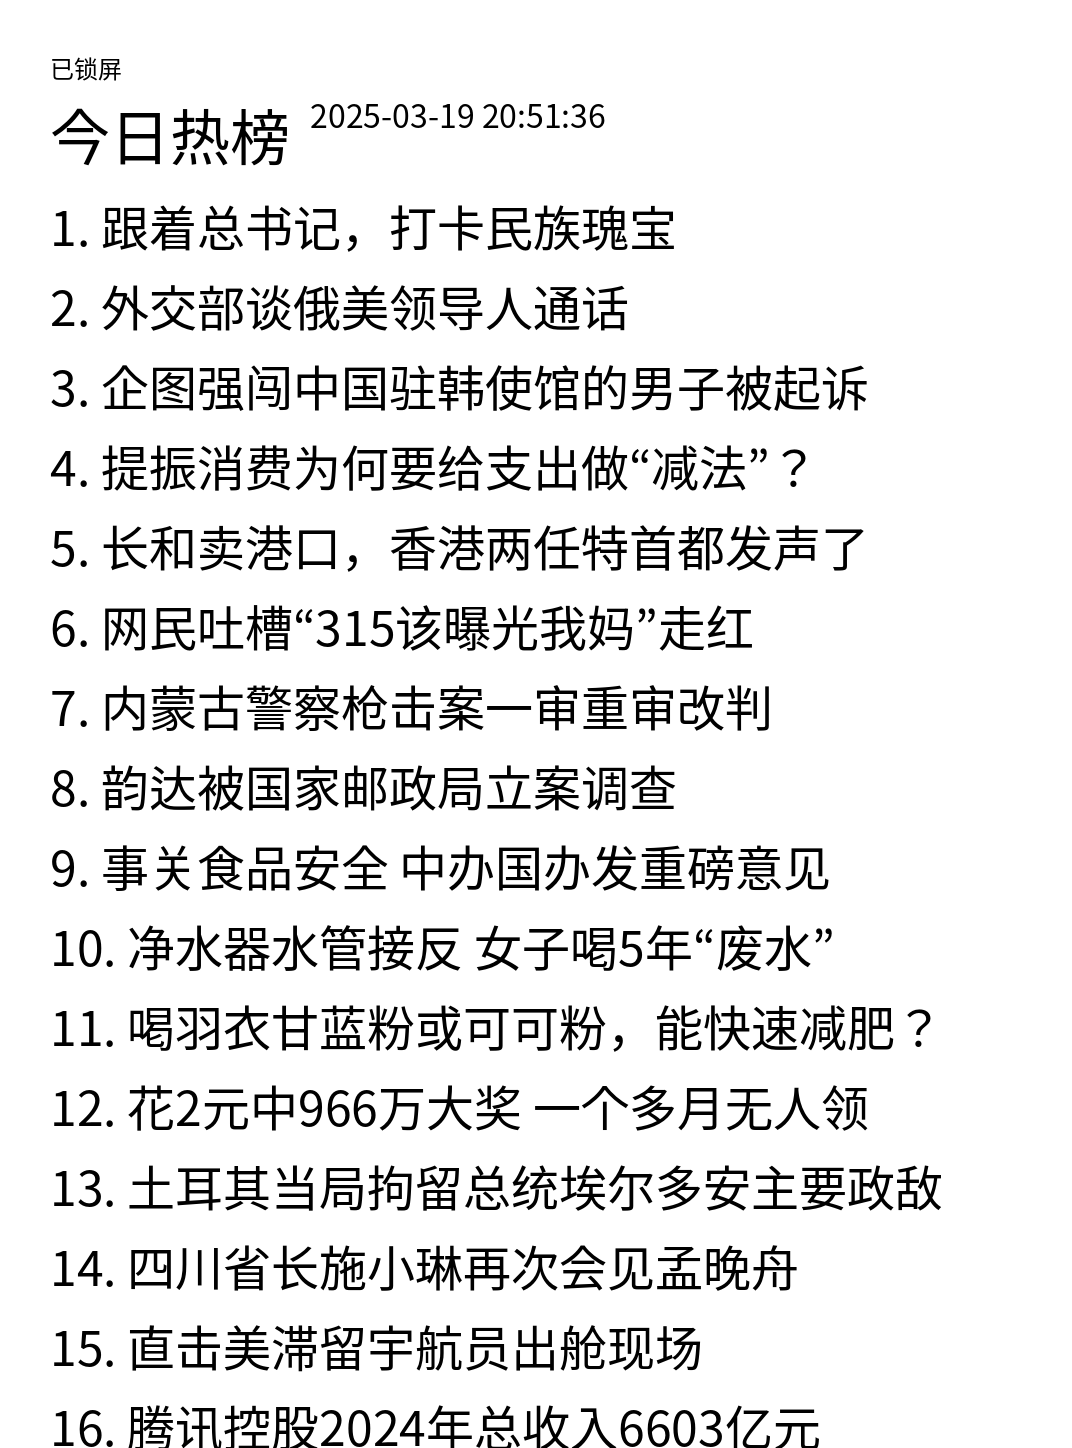 已锁屏
今日热榜 2025-03-19 20:51:36
1. 跟着总书记，打卡民族瑰宝
2. 外交部谈俄美领导人通话
3. 企图强闯中国驻韩使馆的男子被起诉
4. 提振消费为何要给支出做“减法”？
5. 长和卖港口，香港两任特首都发声了
6. 网民吐槽“315该曝光我妈”走红
7. 内蒙古警察枪击案一审重审改判
8. 韵达被国家邮政局立案调查
9. 事关食品安全 中办国办发重磅意见
10. 净水器水管接反 女子喝5年“废水”
11. 喝羽衣甘蓝粉或可可粉，能快速减肥？
12. 花2元中966万大奖 一个多月无人领
13. 土耳其当局拘留总统埃尔多安主要政敌
14. 四川省长施小琳再次会见孟晚舟
15. 直击美滞留宇航员出舱现场
16. 腾讯控股2024年总收入6603亿元